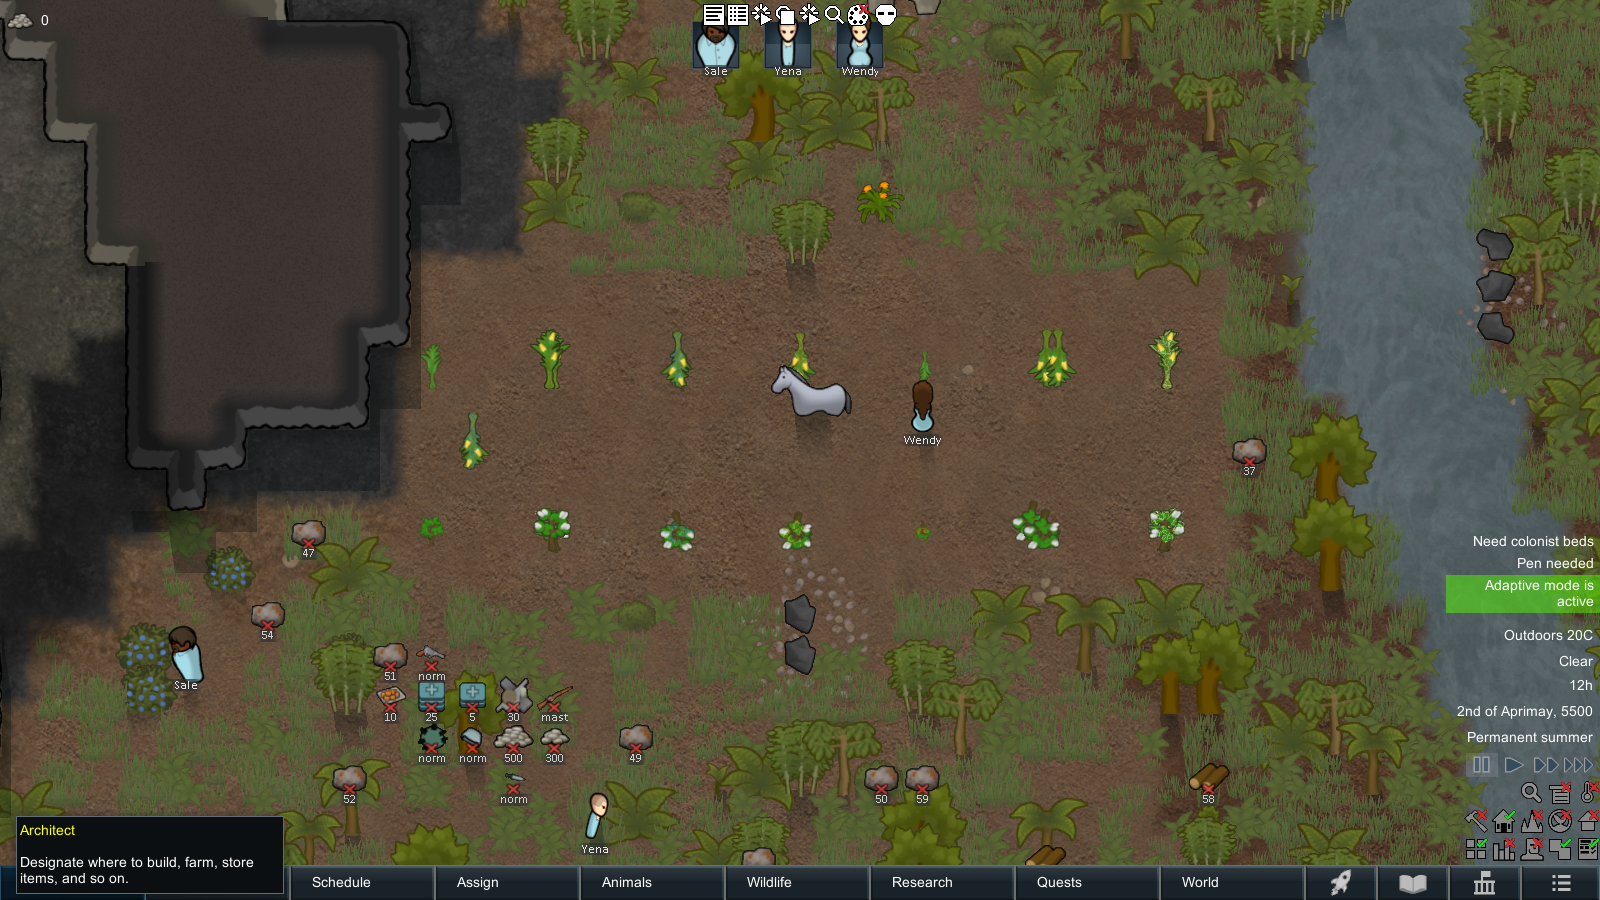 0
Sale
Yena
Wendy
Wendy
37
47
54
Sale
51
norm
10
25
5
30
mast
norm
norm
500
300
49
52
norm
50
59
58
Yena
Need colonist beds
Pen needed
Adaptive mode is
active
Outdoors 20C
Clear
12h
2nd of Aprimay, 5500
Permanent summer
Architect
Designate where to build, farm, store
items, and so on.
Schedule
Assign
Animals
Wildlife
Research
Quests
World